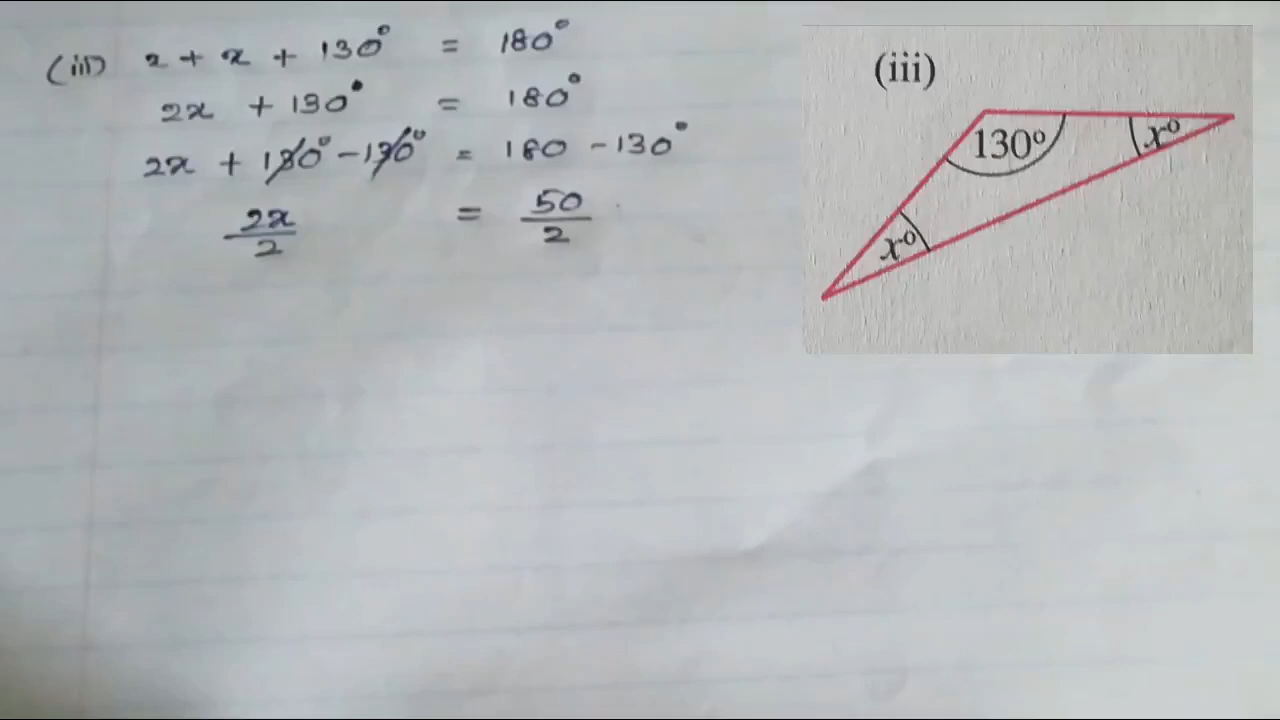 (iii) x + x + 130° = 180°
2x + 130° = 180°
2x + 130° - 130° = 180 - 130°
2x/2 = 50/2
(iii)
130°
x°
x°